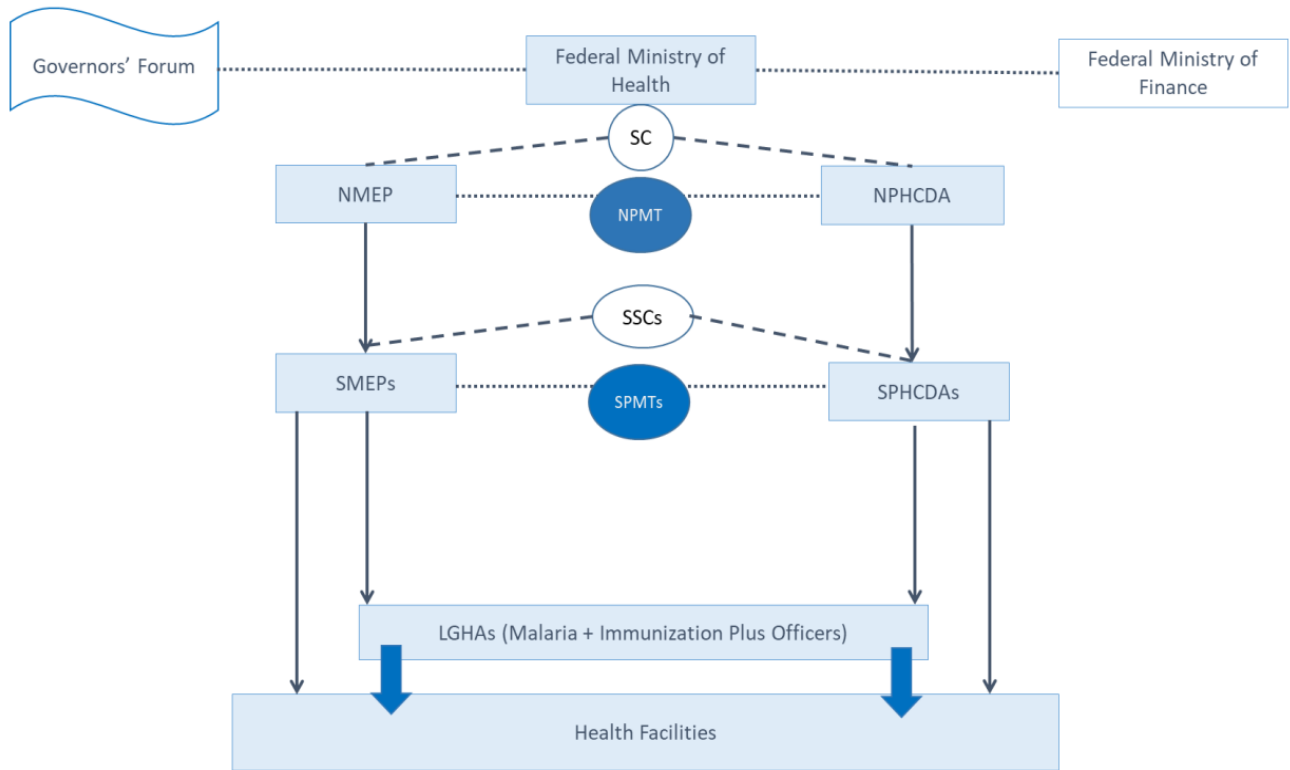 Governors' Forum
Federal Ministry of
Health
Federal Ministry of
Finance
SC
NMEP
NPMT
NPHCDA
SSCs
SMEPs
SPMTs
SPHCDAs
LGHAs (Malaria + Immunization Plus Officers)
Health Facilities